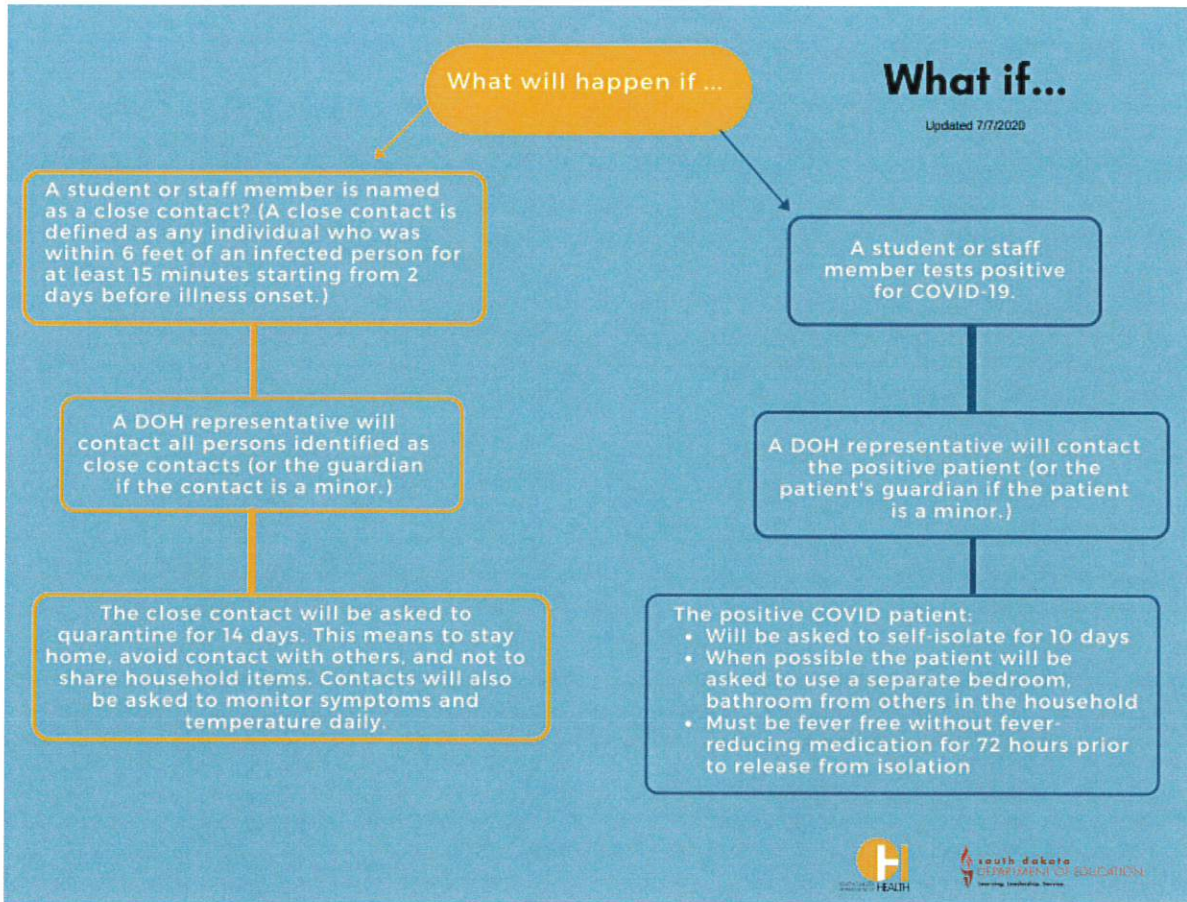 What will happen if ...
What if...
Updated 7/7/2020
A student or staff member is named
as a close contact? (A close contact is
defined as any individual who was
within 6 feet of an infected person for
at least 15 minutes starting from 2
days before illness onset.)
A DOH representative will
contact all persons identified as
close contacts (or the guardian
if the contact is a minor.)
The close contact will be asked to
quarantine for 14 days. This means to stay
home, avoid contact with others, and not to
share household items. Contacts will also
be asked to monitor symptoms and
temperature daily.
A student or staff
member tests positive
for COVID-19.
A DOH representative will contact
the positive patient (or the
patient's guardian if the patient
is a minor.)
The positive COVID patient:
• Will be asked to self-isolate for 10 days
• When possible the patient will be
asked to use a separate bedroom,
bathroom from others in the household
• Must be fever free without fever-
reducing medication for 72 hours prior
to release from isolation
HEALTH
south dakota
DEPARTMENT OF EDUCATION
Learning. Leadership. Service.